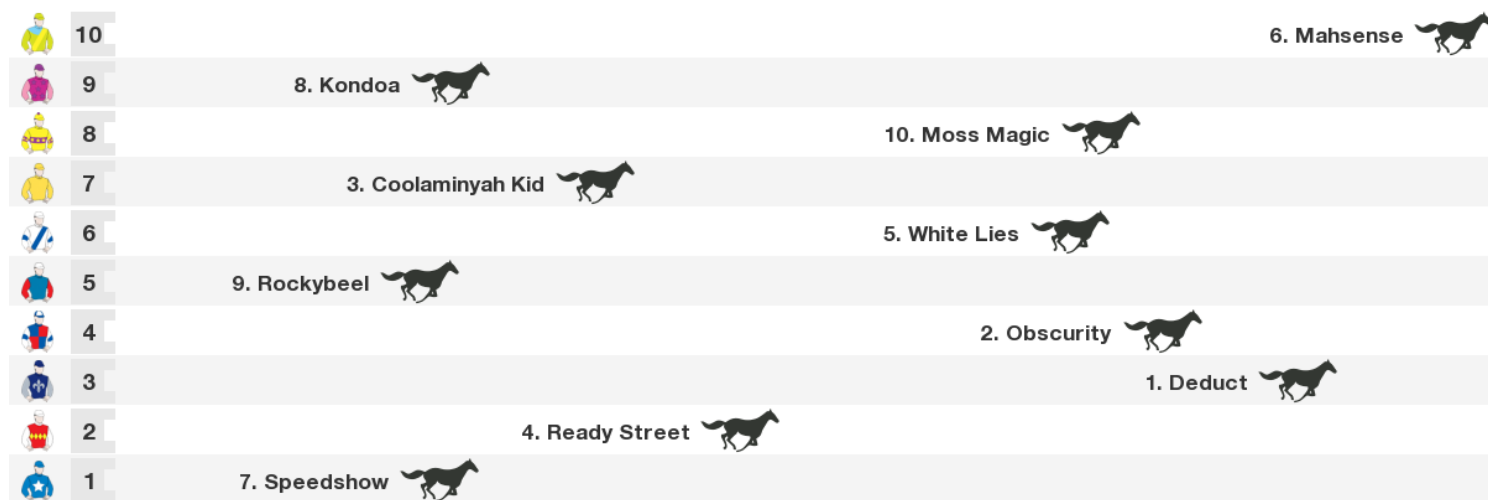 10 6. Mahsense
9 8. Kondoa
8 10. Moss Magic
7 3. Coolaminyah Kid
6 5. White Lies
5 9. Rockybeel
4 2. Obscurity
3 1. Deduct
2 4. Ready Street
1 7. Speedshow